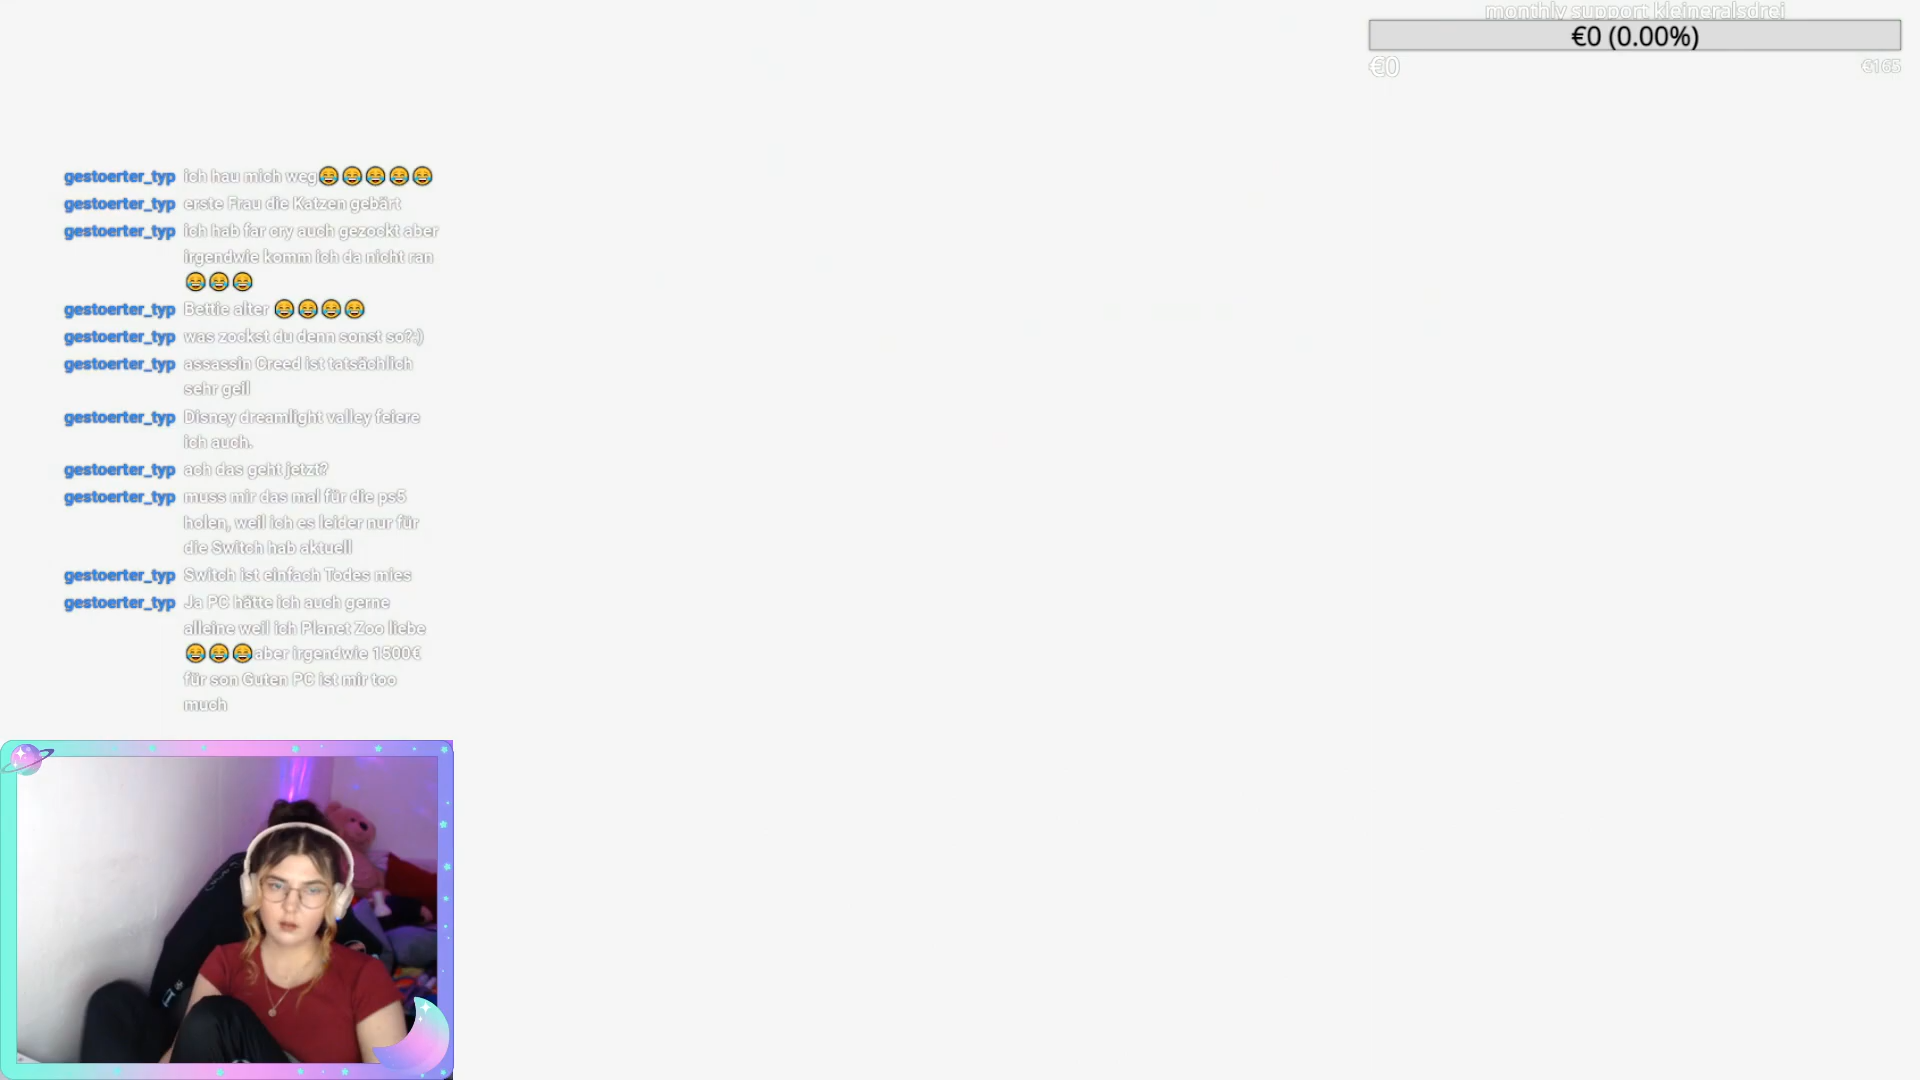 monthly support kleineralsdrei
€0 (0.00%)
€0 €165
gestoerter_typ ich hau mich weg😂😂😂😂😂
gestoerter_typ erste Frau die Katzen gebärt
gestoerter_typ ich hab far cry auch gezockt aber
irgendwie komm ich da nicht ran
😂😂😂
gestoerter_typ Bettie alter 😂😂😂😂
gestoerter_typ was zockst du denn sonst so?:)
gestoerter_typ assassin Creed ist tatsächlich
sehr geil
gestoerter_typ Disney dreamlight valley feiere
ich auch.
gestoerter_typ ach das geht jetzt?
gestoerter_typ muss mir das mal für die ps5
holen, weil ich es leider nur für
die Switch hab aktuell
gestoerter_typ Switch ist einfach Todes mies
gestoerter_typ Ja PC hätte ich auch gerne
alleine weil ich Planet Zoo liebe
😂😂😂aber irgendwie 1500€
für son Guten PC ist mir too
much